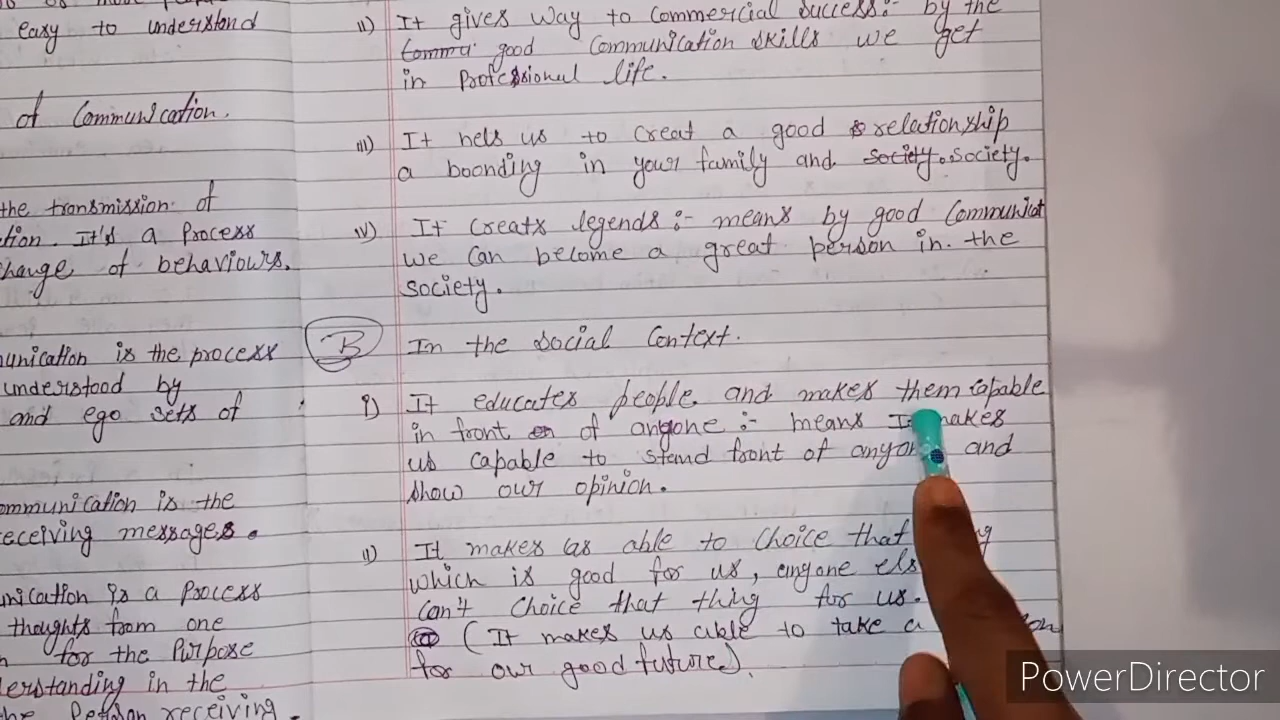 easy to understand
of Communication.
the transmission of
tion. It's a Process
change of behaviours.
unication is the process
understood by
and ego sets of
ommunication is the
eceiving messages.
nication is a Process
thoughts from one
for the Purpose
derstanding in the
the Person receiving.
ii) It gives way to Commercial success:- by the
Commu good Communication skills we get
in Professional life.
iii) It hels us to creat a good relationship
a boonding in your family and society. society.
iv) It creats legends :- means by good Communicat
we can become a great person in the
society.
B In the social Context.
i) It educates people and makes them capable
in front of anyone :- means It makes
us capable to stand front of anyone and
show our opinion.
ii) It makes us able to Choice that
which is good for us, anyone els
Can't Choice that thing for us.
(It makes us able to take a
for our good future).
PowerDirector